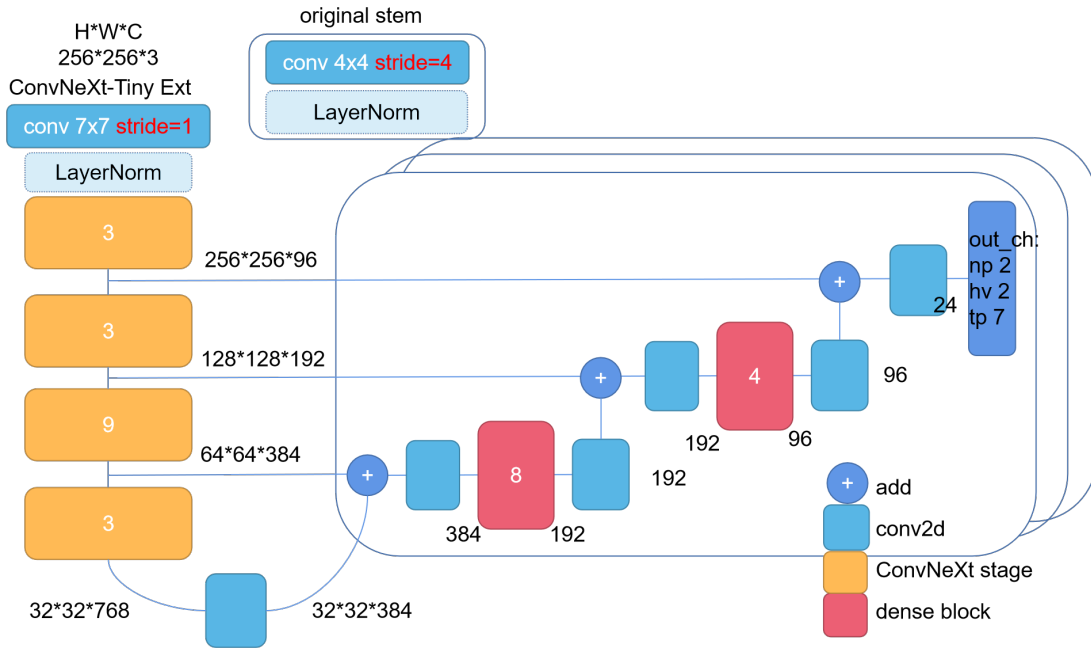 original stem
H*W*C
256*256*3
ConvNeXt-Tiny Ext
conv 4x4 stride=4
LayerNorm
conv 7x7 stride=1
LayerNorm
3
256*256*96
+
24
out_ch:
np 2
hv 2
tp 7
3
128*128*192
+
192
4
96
96
9
64*64*384
+
384
8
192
192
3
32*32*768
32*32*384
+ add
conv2d
ConvNeXt stage
dense block